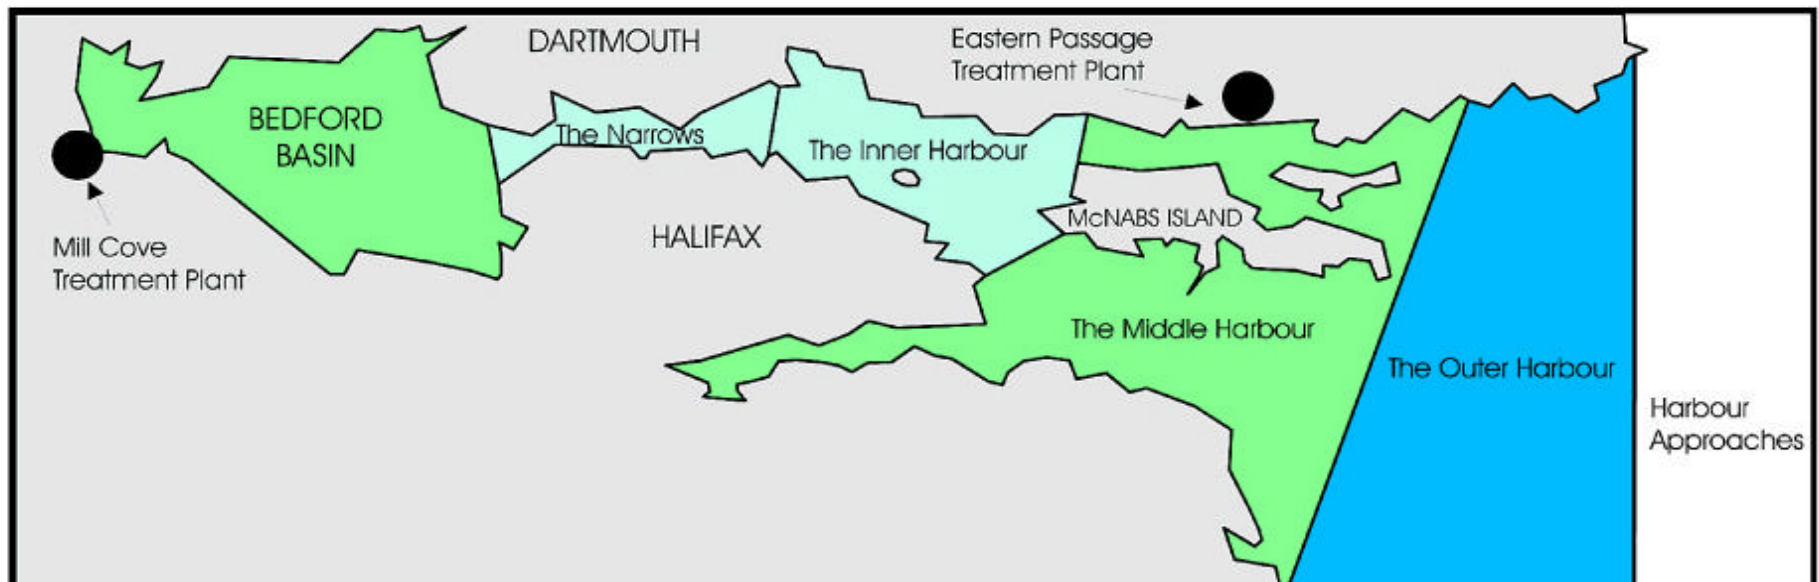 DARTMOUTH
Eastern Passage
Treatment Plant
BEDFORD
BASIN
The Narrows
The Inner Harbour
Mill Cove
Treatment Plant
HALIFAX
McNABS ISLAND
The Middle Harbour
The Outer Harbour
Harbour
Approaches